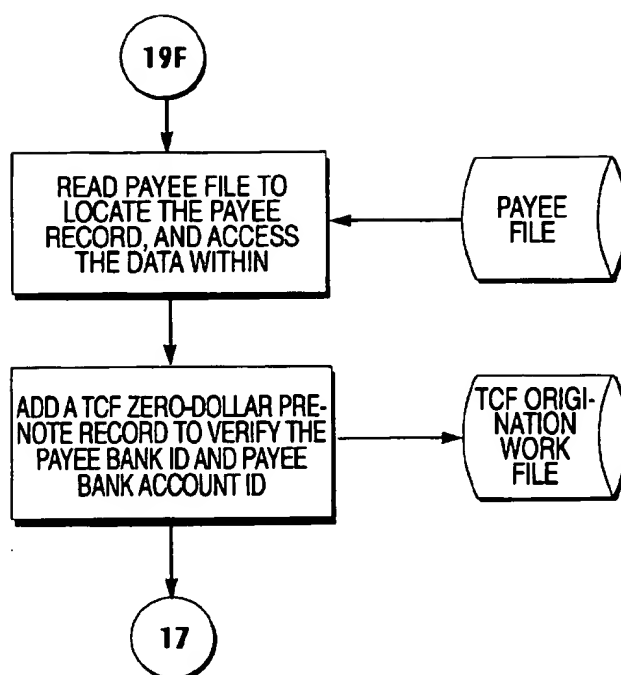 19F
READ PAYEE FILE TO
LOCATE THE PAYEE
RECORD, AND ACCESS
THE DATA WITHIN
PAYEE
FILE
ADD A TCF ZERO-DOLLAR PRE-
NOTE RECORD TO VERIFY THE
PAYEE BANK ID AND PAYEE
BANK ACCOUNT ID
TCF ORIGI-
NATION
WORK
FILE
17